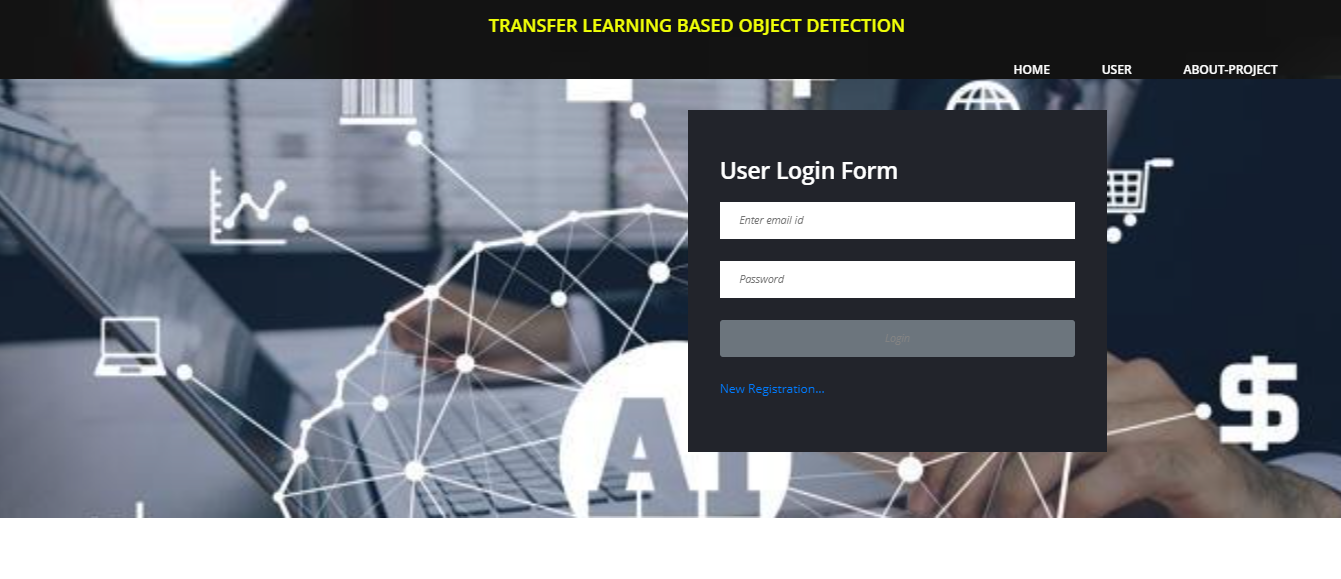 TRANSFER LEARNING BASED OBJECT DETECTION
HOME USER ABOUT-PROJECT
User Login Form
Enter email id
Password
Login
New Registration...
AI